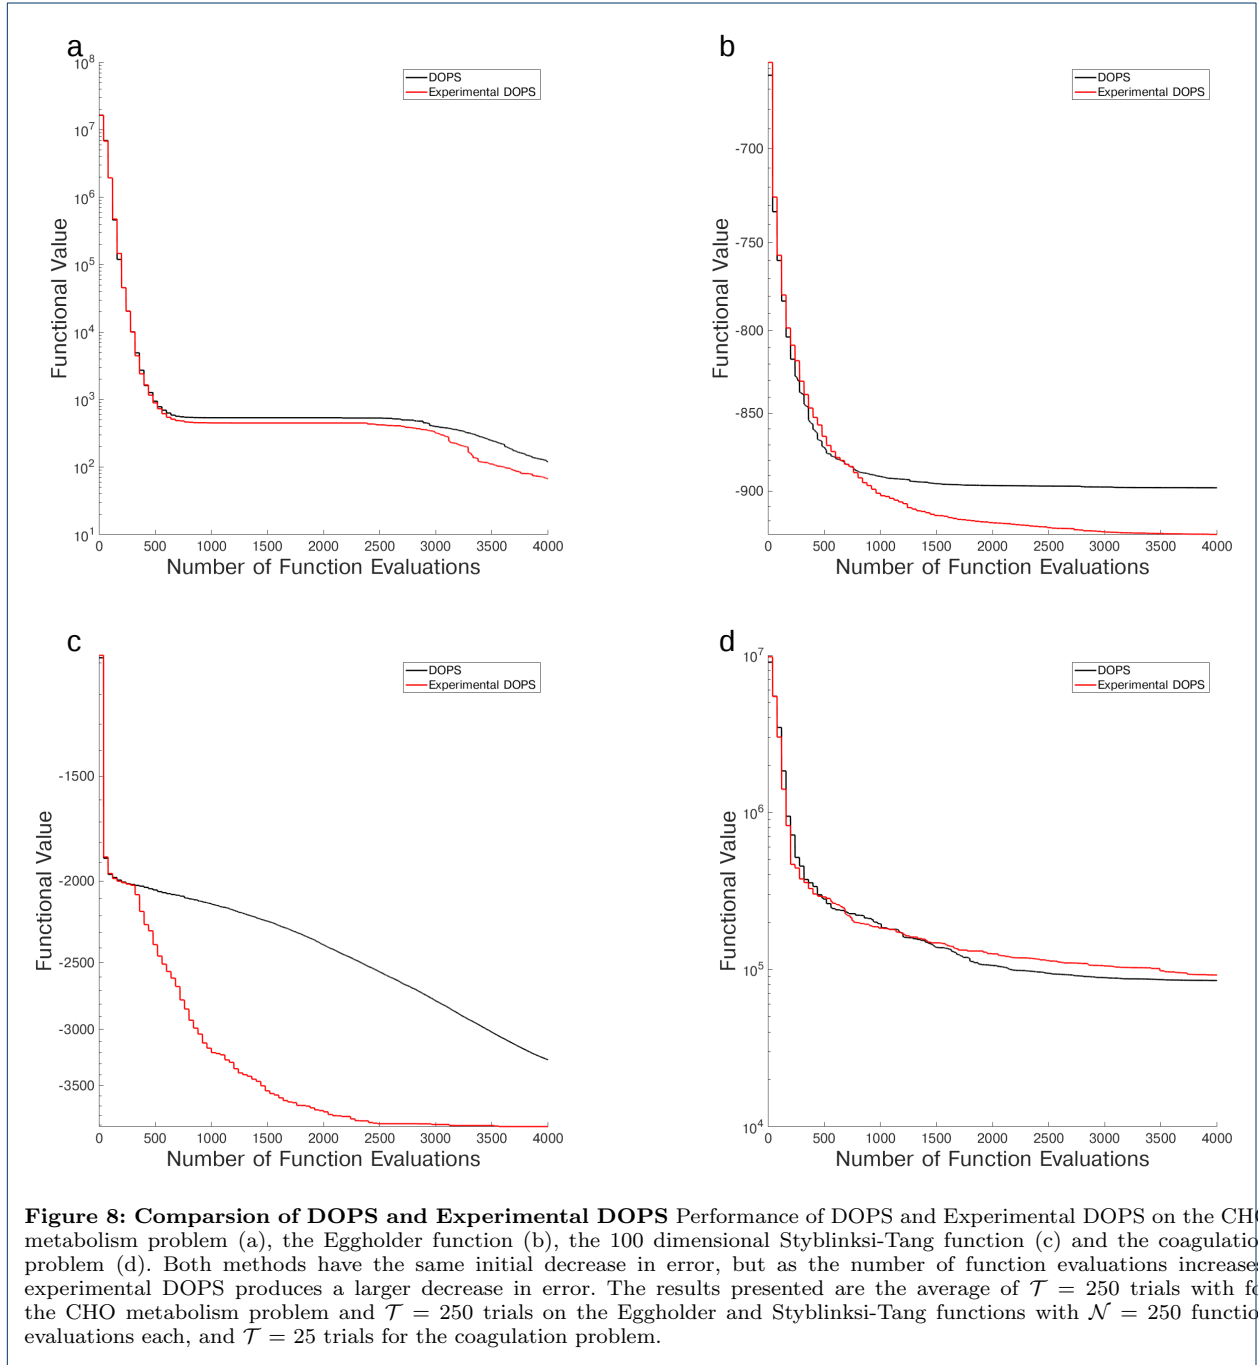 a
10^8
10^7
10^6
10^5
10^4
10^3
10^2
10^1
Functional Value
DOPS
Experimental DOPS
0 500 1000 1500 2000 2500 3000 3500 4000
Number of Function Evaluations
b
-700
-750
-800
-850
-900
Functional Value
DOPS
Experimental DOPS
0 500 1000 1500 2000 2500 3000 3500 4000
Number of Function Evaluations
c
-1500
-2000
-2500
-3000
-3500
Functional Value
DOPS
Experimental DOPS
0 500 1000 1500 2000 2500 3000 3500 4000
Number of Function Evaluations
d
10^7
10^6
10^5
10^4
Functional Value
DOPS
Experimental DOPS
0 500 1000 1500 2000 2500 3000 3500 4000
Number of Function Evaluations
Figure 8: Comparsion of DOPS and Experimental DOPS Performance of DOPS and Experimental DOPS on the CHO
metabolism problem (a), the Eggholder function (b), the 100 dimensional Styblinksi-Tang function (c) and the coagulatio
problem (d). Both methods have the same initial decrease in error, but as the number of function evaluations increase
experimental DOPS produces a larger decrease in error. The results presented are the average of 𝒯 = 250 trials with fo
the CHO metabolism problem and 𝒯 = 250 trials on the Eggholder and Styblinksi-Tang functions with 𝒩 = 250 functio
evaluations each, and 𝒯 = 25 trials for the coagulation problem.